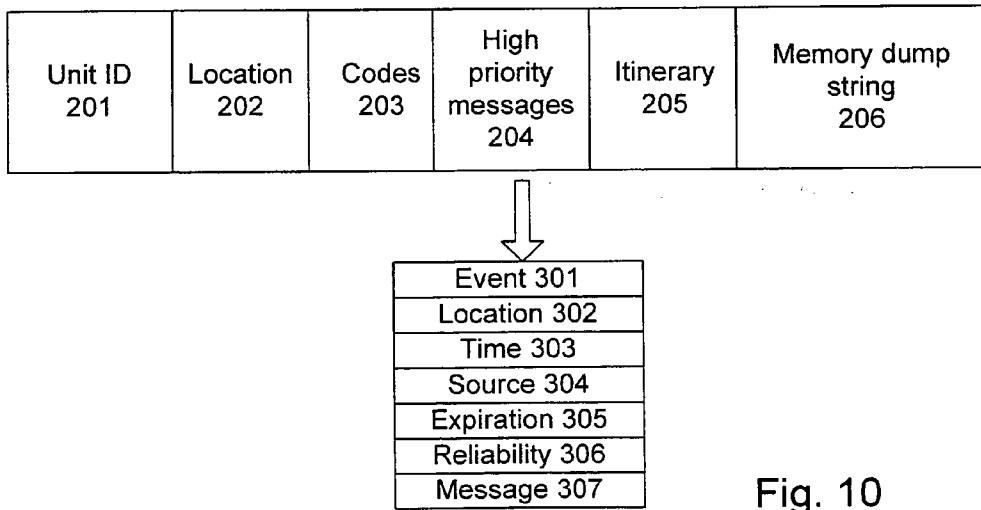 Unit ID
201
Location
202
Codes
203
High
priority
messages
204
Itinerary
205
Memory dump
string
206
Event 301
Location 302
Time 303
Source 304
Expiration 305
Reliability 306
Message 307
Fig. 10